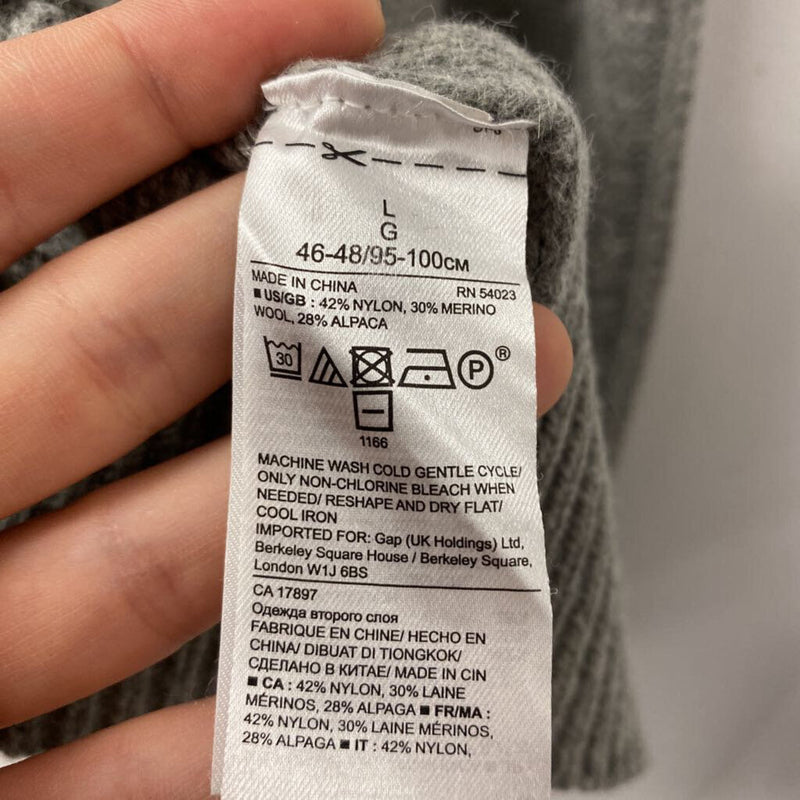 L
G
46-48/95-100CM
MADE IN CHINA RN 54023
■ US/GB : 42% NYLON, 30% MERINO
WOOL, 28% ALPACA
30 P ®
1166
MACHINE WASH COLD GENTLE CYCLE/
ONLY NON-CHLORINE BLEACH WHEN
NEEDED/ RESHAPE AND DRY FLAT/
COOL IRON
IMPORTED FOR: Gap (UK Holdings) Ltd,
Berkeley Square House / Berkeley Square,
London W1J 6BS
CA 17897
Одежда второго слоя
FABRIQUE EN CHINE/ HECHO EN
CHINA/ DIBUAT DI TIONGKOK/
СДЕЛАНО В КИТАЕ/ MADE IN CIN
■ CA : 42% NYLON, 30% LAINE
MÉRINOS, 28% ALPAGA ■ FR/MA :
42% NYLON, 30% LAINE MÉRINOS,
28% ALPAGA ■ IT : 42% NYLON,